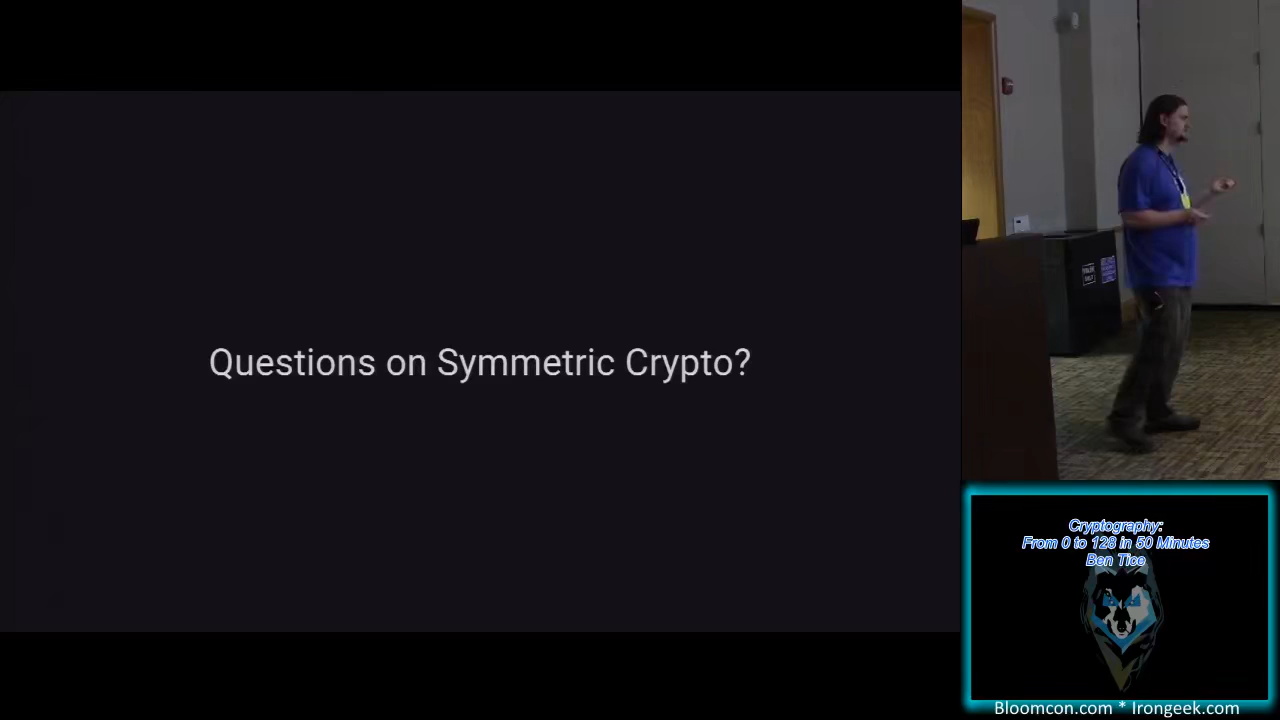 Questions on Symmetric Crypto?
Cryptography:
From 0 to 128 in 50 Minutes
Ben Tice
Bloomcon.com * Irongeek.com